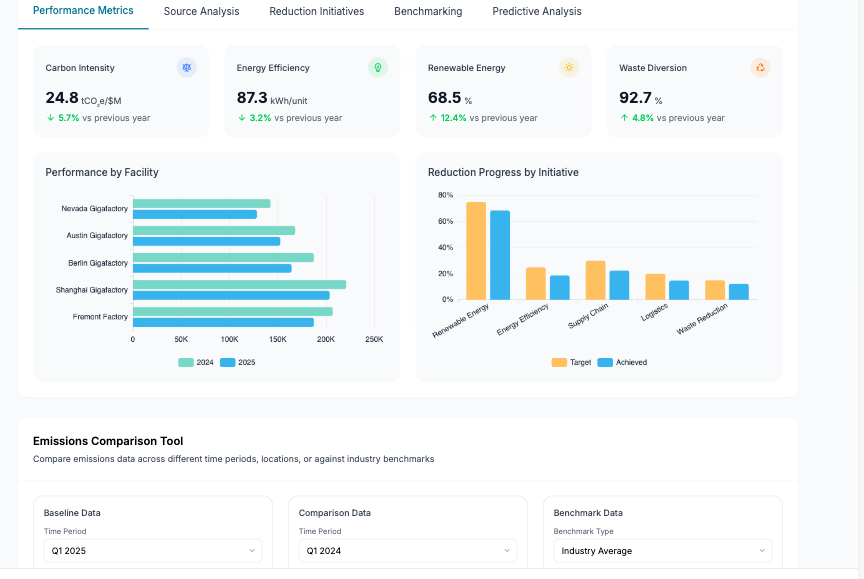 Performance Metrics Source Analysis Reduction Initiatives Benchmarking Predictive Analysis
Carbon Intensity
24.8 tCO₂e/$M
↓ 5.7% vs previous year
Energy Efficiency
87.3 kWh/unit
↓ 3.2% vs previous year
Renewable Energy
68.5 %
↑ 12.4% vs previous year
Waste Diversion
92.7 %
↑ 4.8% vs previous year
Performance by Facility
Nevada Gigafactory
Austin Gigafactory
Berlin Gigafactory
Shanghai Gigafactory
Fremont Factory
0 50K 100K 150K 200K 250K
2024 2025
Reduction Progress by Initiative
80%
60%
40%
20%
0%
Renewable Energy
Energy Efficiency
Supply Chain
Logistics
Waste Reduction
Target Achieved
Emissions Comparison Tool
Compare emissions data across different time periods, locations, or against industry benchmarks
Baseline Data
Time Period
Q1 2025
Comparison Data
Time Period
Q1 2024
Benchmark Data
Benchmark Type
Industry Average